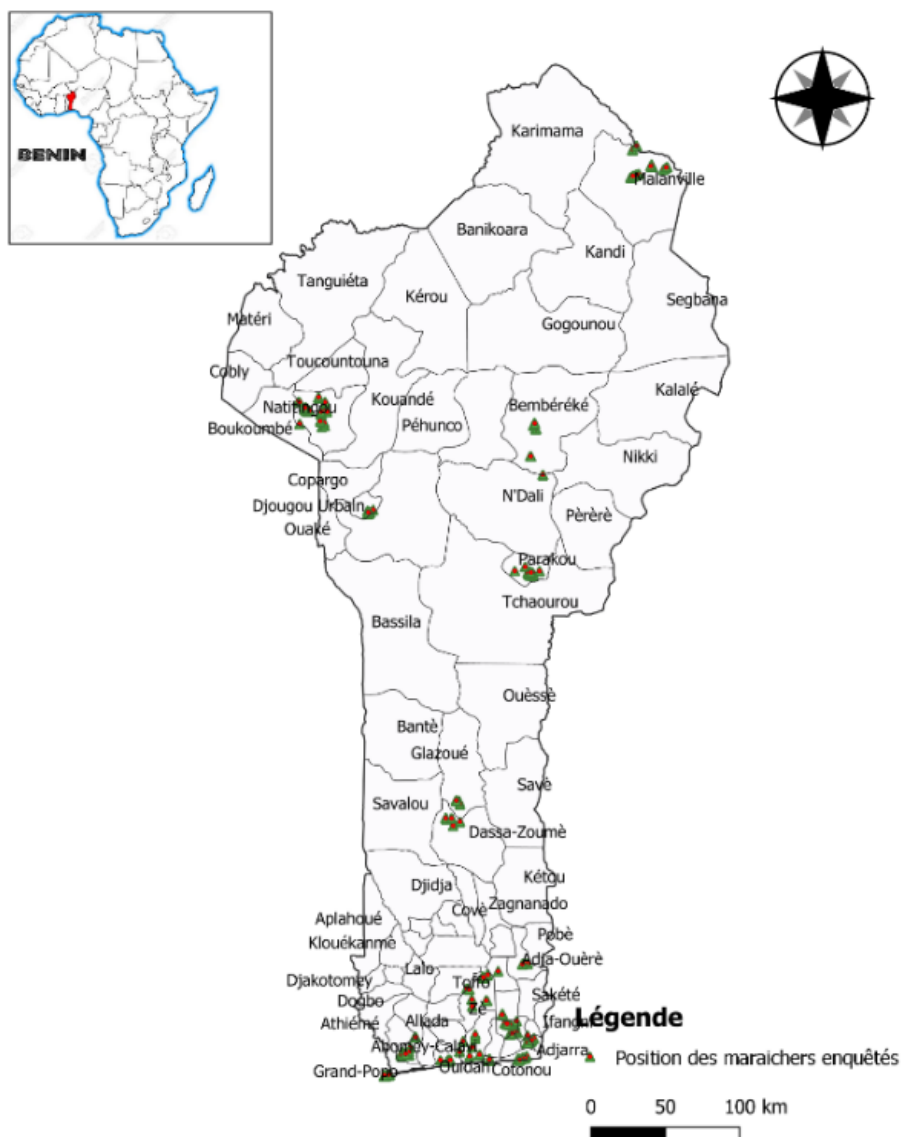 BENIN
Karimama
Malanville
Banikoara
Kandi
Tanguiéta
Kérou
Segbana
Matéri
Gogounou
Toucountouna
Cobly
Kalalé
Kouandé
Natitingou
Bembéréké
Boukoumbé
Péhunco
Nikki
Copargo
N'Dali
Djougou Urbain
Pèrèrè
Ouaké
Parakou
Tchaourou
Bassila
Ouèssè
Bantè
Glazoué
Savè
Savalou
Dassa-Zoumè
Kétou
Djidja
Zagnanado
Covè
Aplahoué
Pobè
Klouékanmè
Adja-Ouèrè
Lalo
Djakotomey
Toffo
Sakété
Dogbo
Zè
Athiémé
Allada
Ifangni
Légende
Abomey-Calavi
Adjarra
Position des maraichers enquêtés
Ouidah
Cotonou
Grand-Popo
0 50 100 km